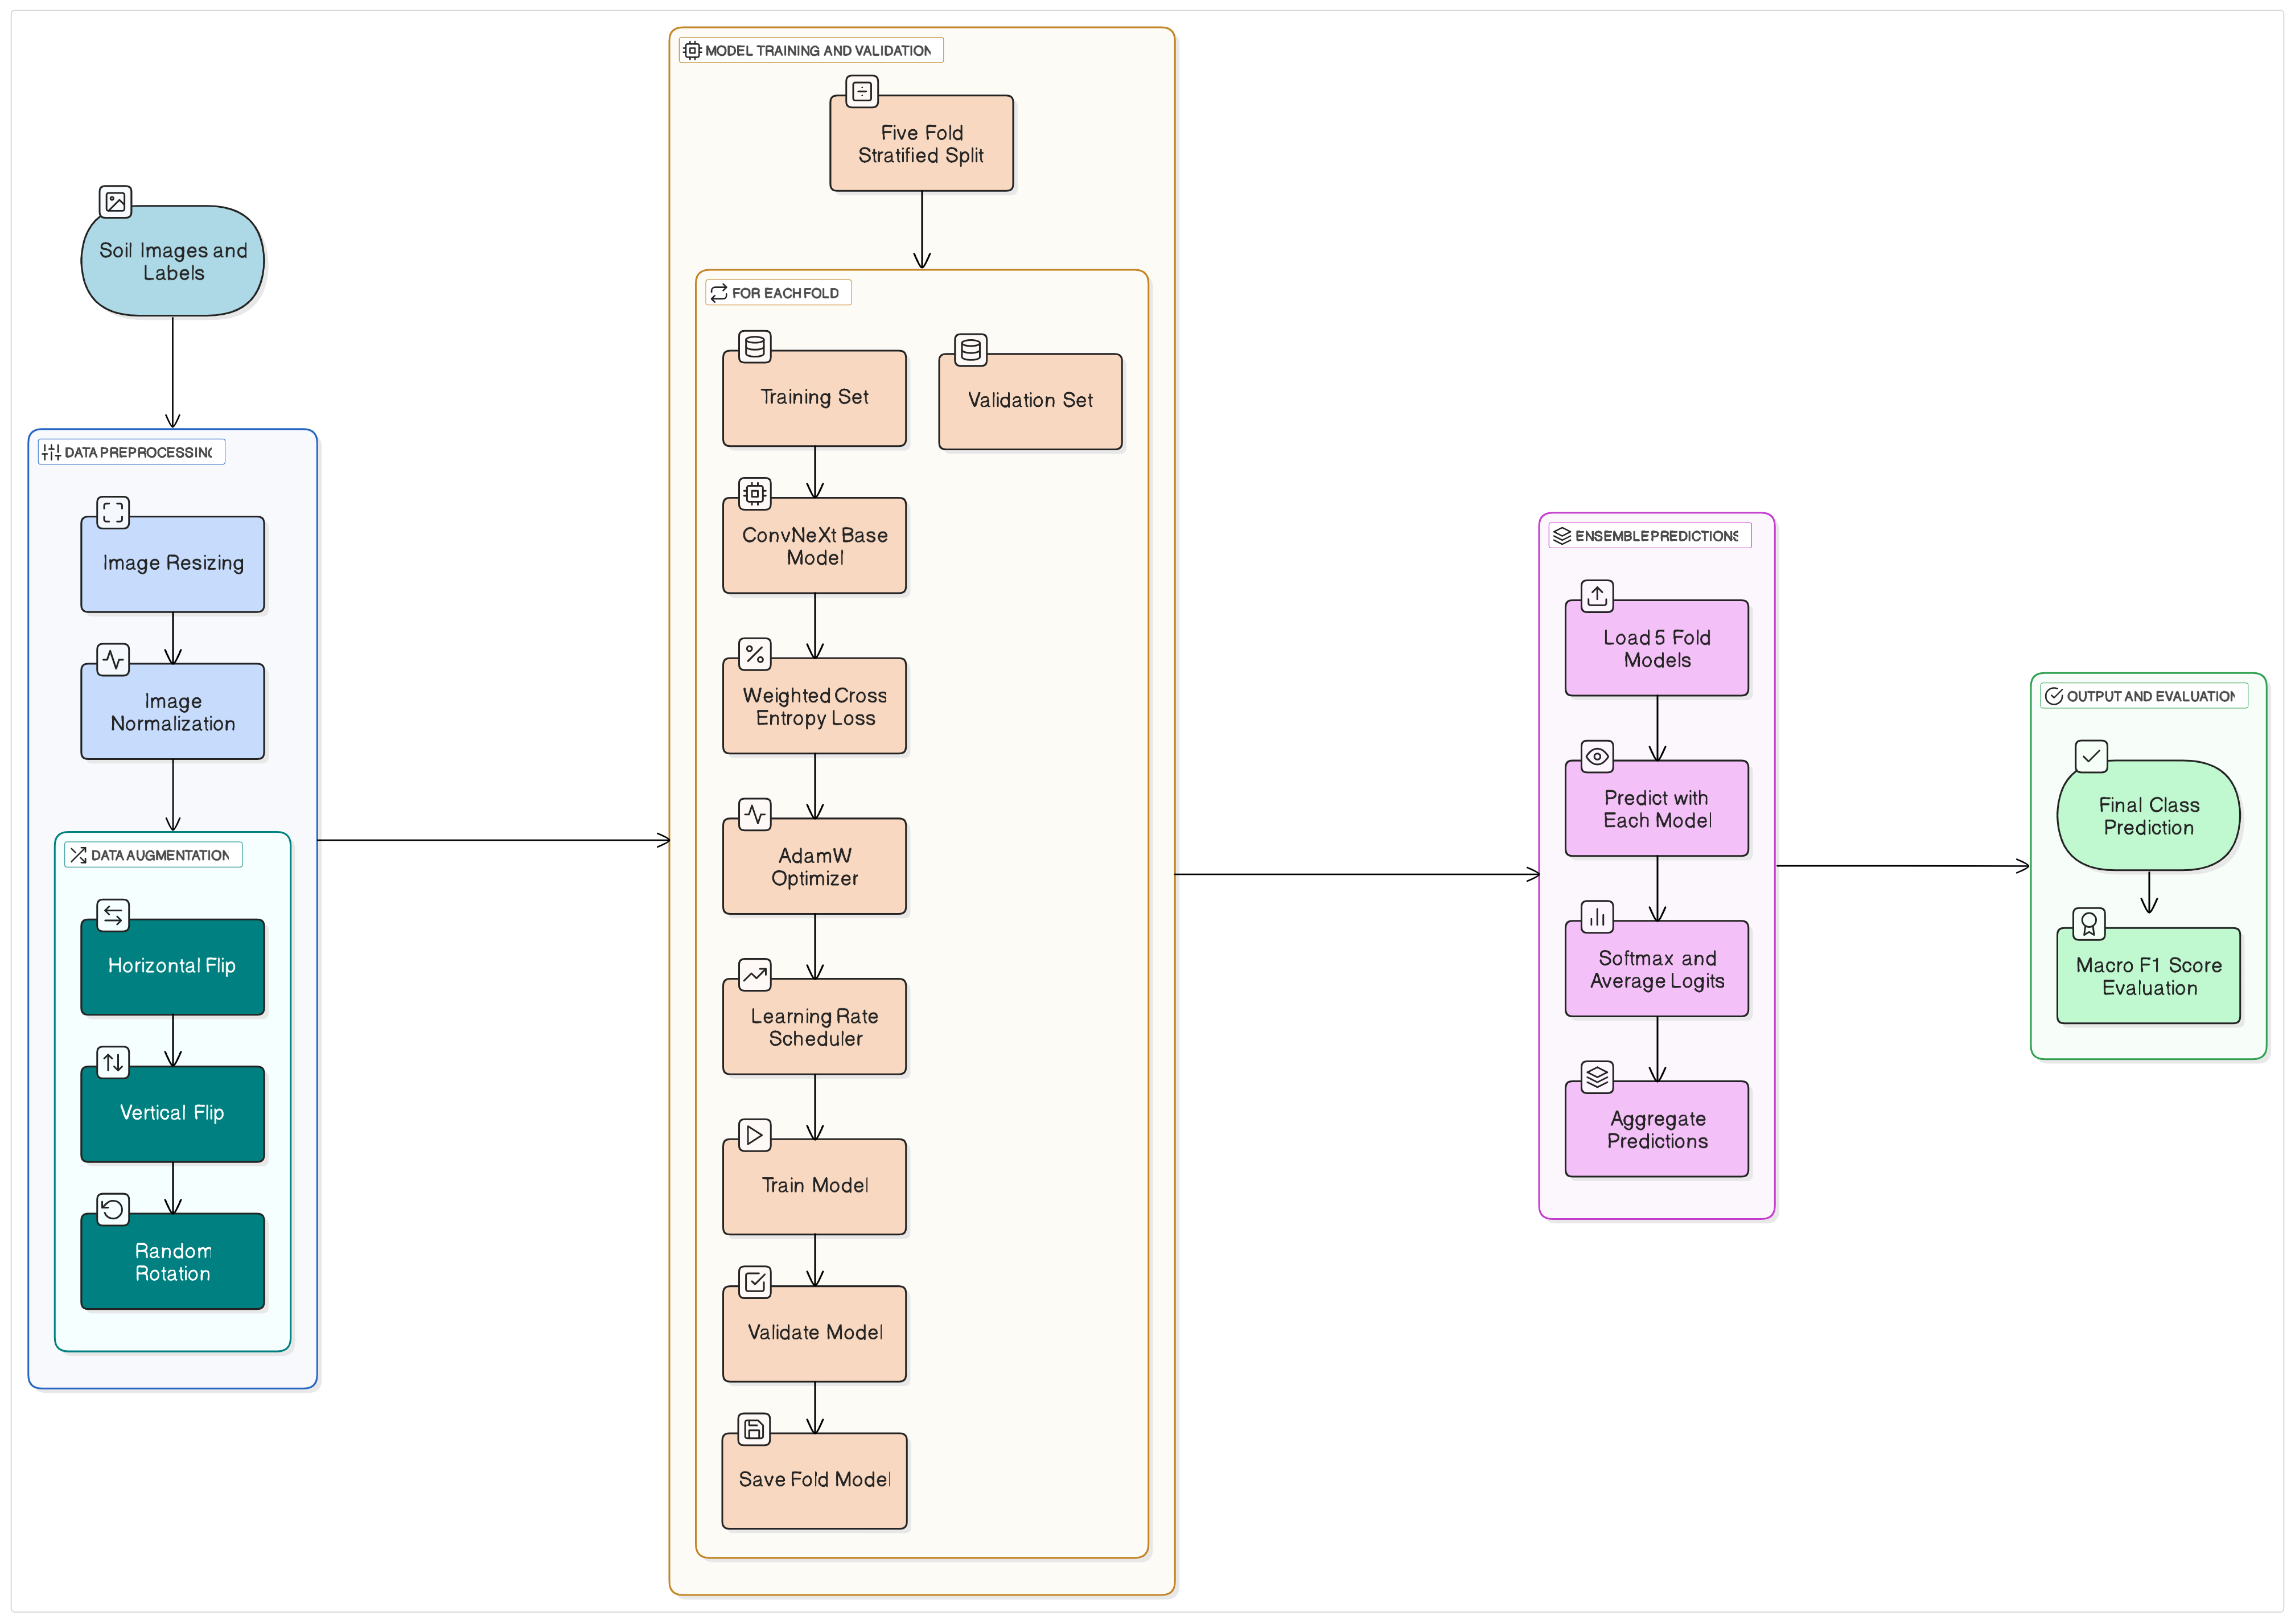 Soil Images and
Labels
DATA PREPROCESSING
Image Resizing
Image
Normalization
DATA AUGMENTATION
Horizontal Flip
Vertical Flip
Random
Rotation
MODEL TRAINING AND VALIDATION
Five Fold
Stratified Split
FOR EACH FOLD
Training Set
Validation Set
ConvNeXt Base
Model
Weighted Cross
Entropy Loss
AdamW
Optimizer
Learning Rate
Scheduler
Train Model
Validate Model
Save Fold Model
ENSEMBLE PREDICTIONS
Load 5 Fold
Models
Predict with
Each Model
Softmax and
Average Logits
Aggregate
Predictions
OUTPUT AND EVALUATION
Final Class
Prediction
Macro F1 Score
Evaluation